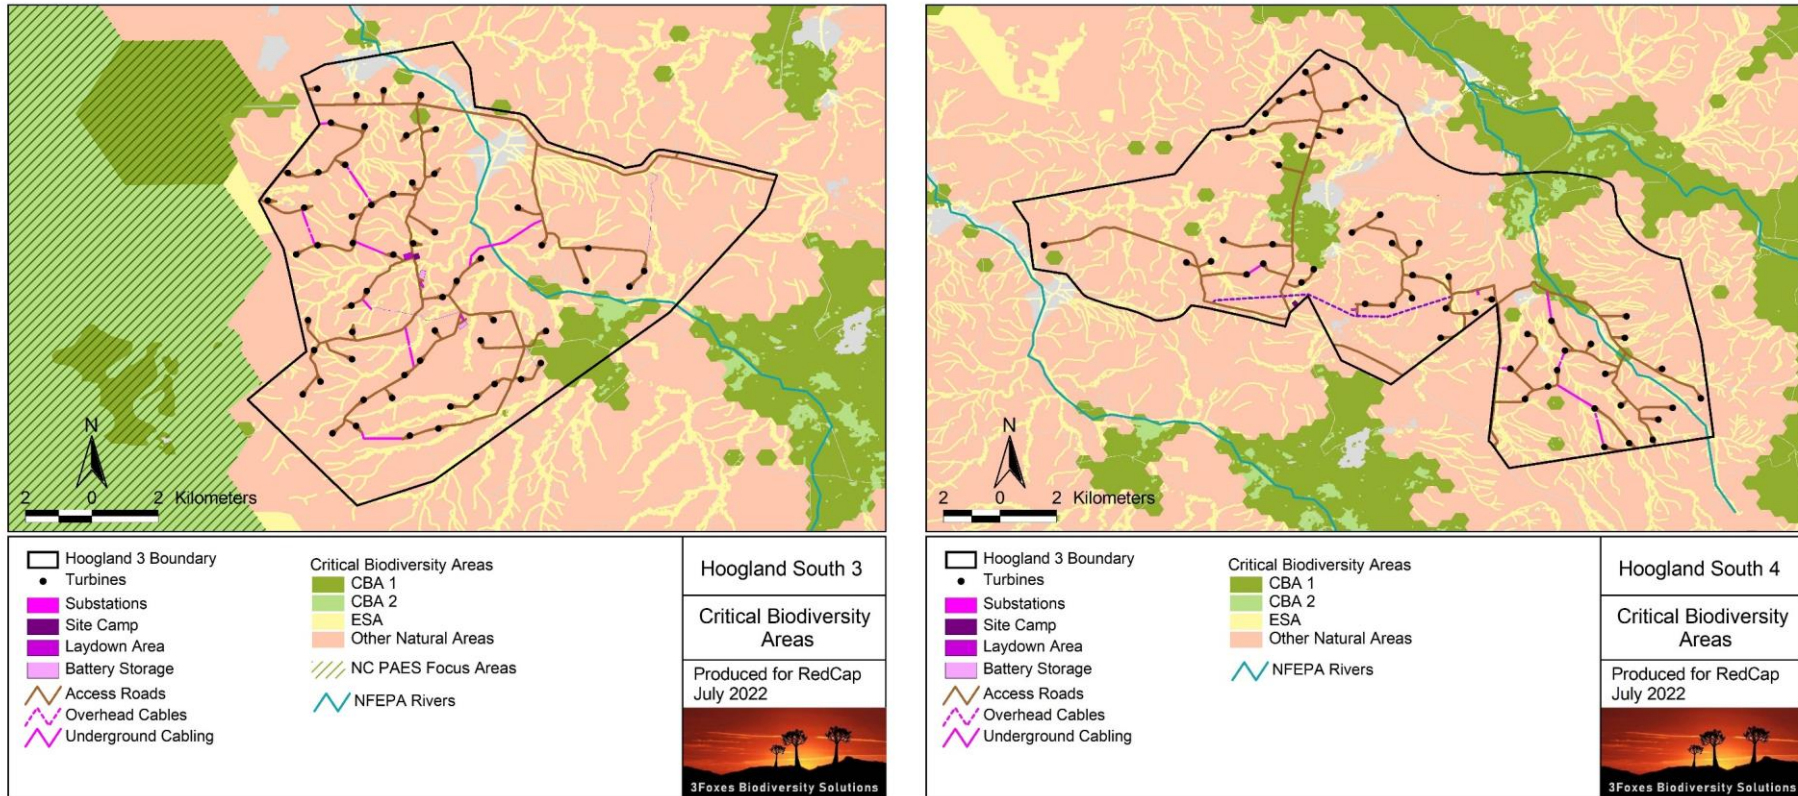 N
2 0 2 Kilometers
Hoogland 3 Boundary
Turbines
Substations
Site Camp
Laydown Area
Battery Storage
Access Roads
Overhead Cables
Underground Cabling
Critical Biodiversity Areas
CBA 1
CBA 2
ESA
Other Natural Areas
NC PAES Focus Areas
NFEPA Rivers
Hoogland South 3
Critical Biodiversity
Areas
Produced for RedCap
July 2022
3Foxes Biodiversity Solutions
N
2 0 2 Kilometers
Hoogland 3 Boundary
Turbines
Substations
Site Camp
Laydown Area
Battery Storage
Access Roads
Overhead Cables
Underground Cabling
Critical Biodiversity Areas
CBA 1
CBA 2
ESA
Other Natural Areas
NFEPA Rivers
Hoogland South 4
Critical Biodiversity
Areas
Produced for RedCap
July 2022
3Foxes Biodiversity Solutions